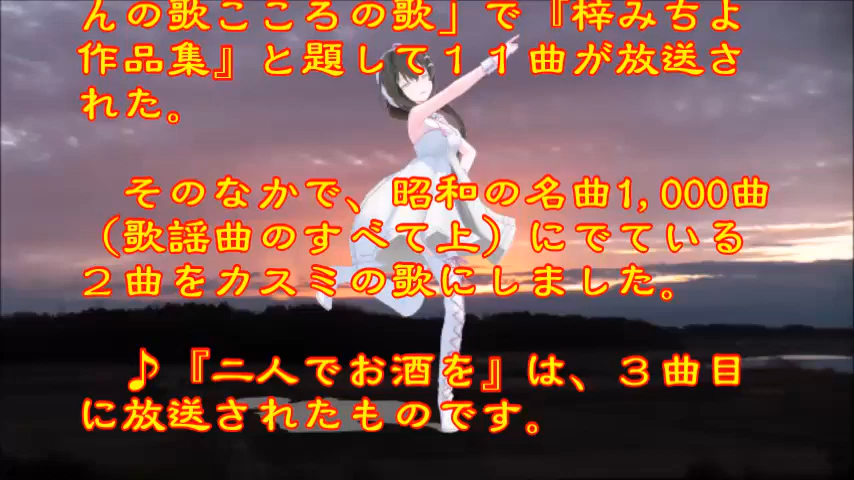 んの歌こころの歌」で『梓みちよ
作品集』と題して１１曲が放送さ
れた。
そのなかで、昭和の名曲1,000曲
（歌謡曲のすべて上）にでている
２曲をカスミの歌にしました。
♪『二人でお酒を』は、３曲目
に放送されたものです。